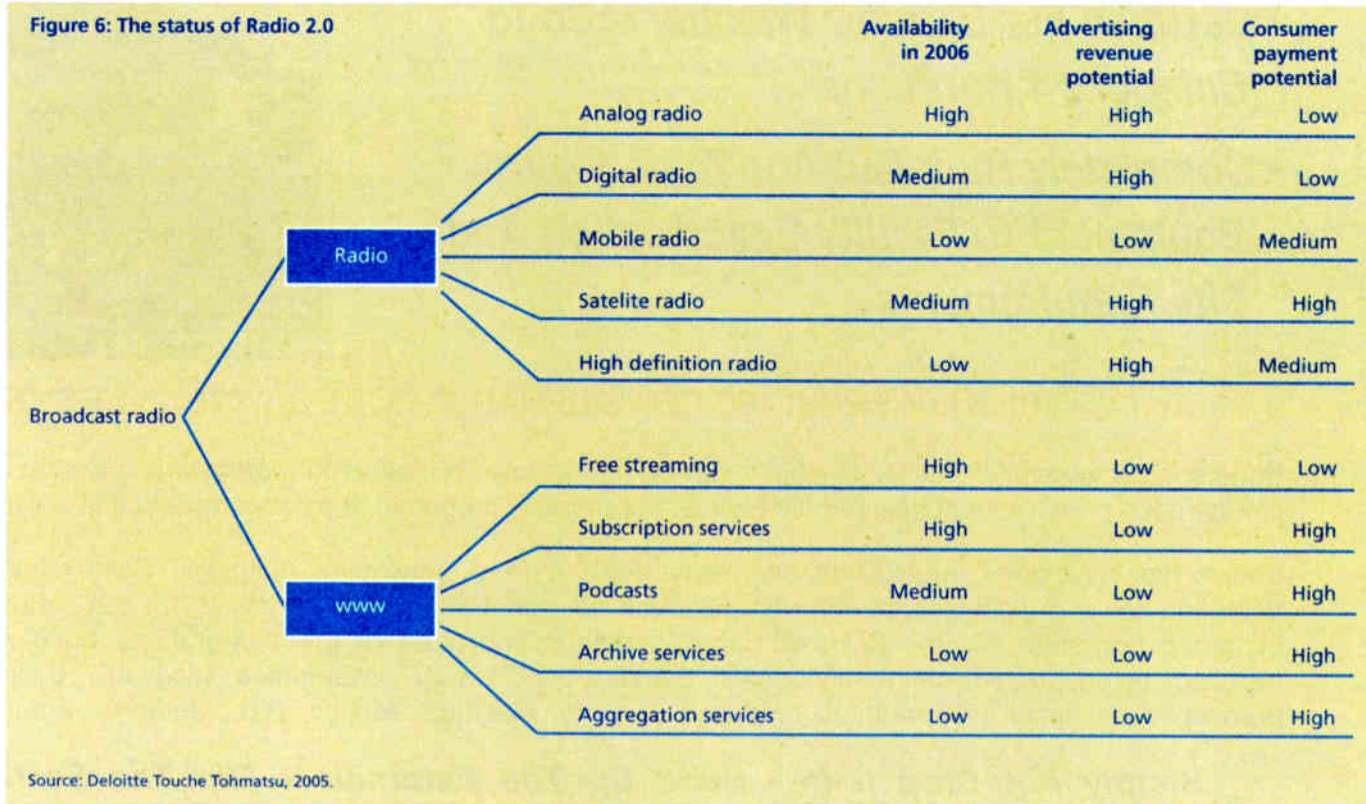 Figure 6: The status of Radio 2.0
Availability in 2006 Advertising revenue potential Consumer payment potential
Analog radio High High Low
Digital radio Medium High Low
Mobile radio Low Low Medium
Radio
Satelite radio Medium High High
High definition radio Low High Medium
Broadcast radio
Free streaming High Low Low
Subscription services High Low High
Podcasts Medium Low High
www
Archive services Low Low High
Aggregation services Low Low High
Source: Deloitte Touche Tohmatsu, 2005.